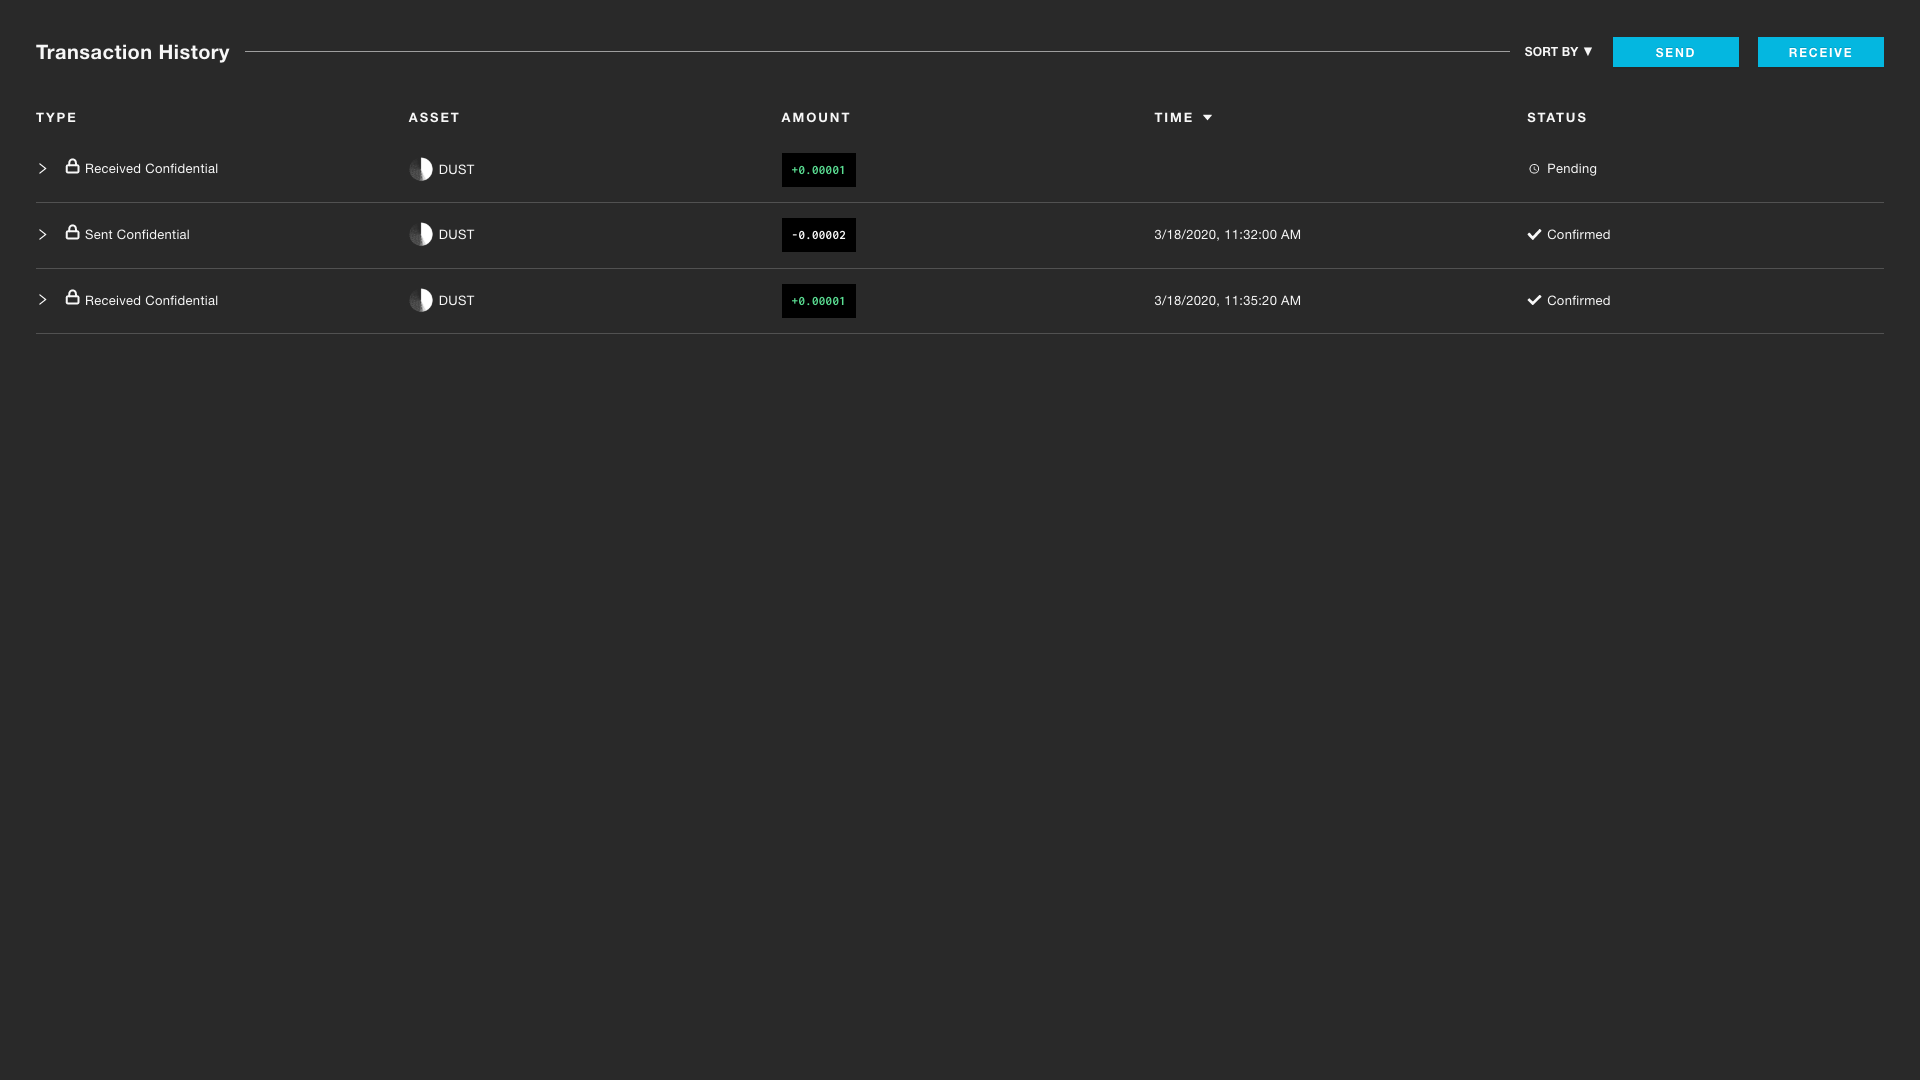 Transaction History SORT BY ▼ SEND RECEIVE
TYPE ASSET AMOUNT TIME STATUS
Received Confidential DUST +0.00001 Pending
Sent Confidential DUST -0.00002 3/18/2020, 11:32:00 AM Confirmed
Received Confidential DUST +0.00001 3/18/2020, 11:35:20 AM Confirmed